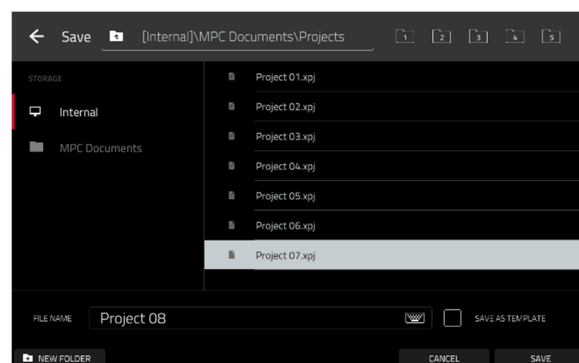 Save [Internal]\MPC Documents\Projects 1 2 3 4 5
STORAGE
Internal
MPC Documents
Project 01.xpj
Project 02.xpj
Project 03.xpj
Project 04.xpj
Project 05.xpj
Project 06.xpj
Project 07.xpj
FILE NAME Project 08 SAVE AS TEMPLATE
NEW FOLDER CANCEL SAVE